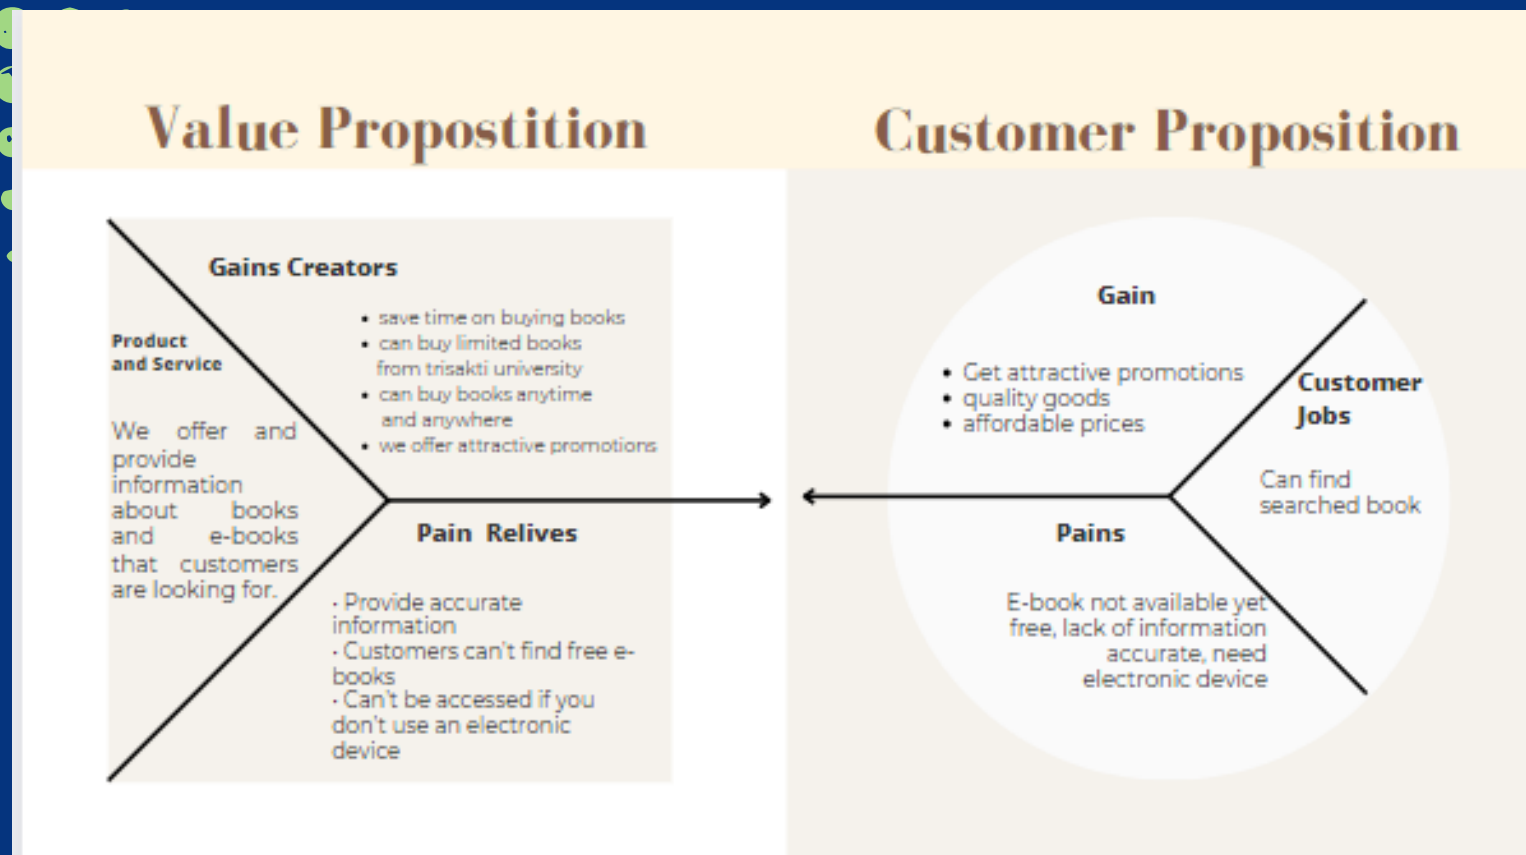 Value Propostition
Customer Proposition
Gains Creators
• save time on buying books
• can buy limited books
from trisakti university
• can buy books anytime
and anywhere
• we offer attractive promotions
Product
and Service
We offer and
provide
information
about books
and e-books
that customers
are looking for.
Pain Relives
· Provide accurate
information
· Customers can't find free e-
books
· Can't be accessed if you
don't use an electronic
device
Gain
• Get attractive promotions
• quality goods
• affordable prices
Customer
Jobs
Can find
searched book
Pains
E-book not available yet
free, lack of information
accurate, need
electronic device